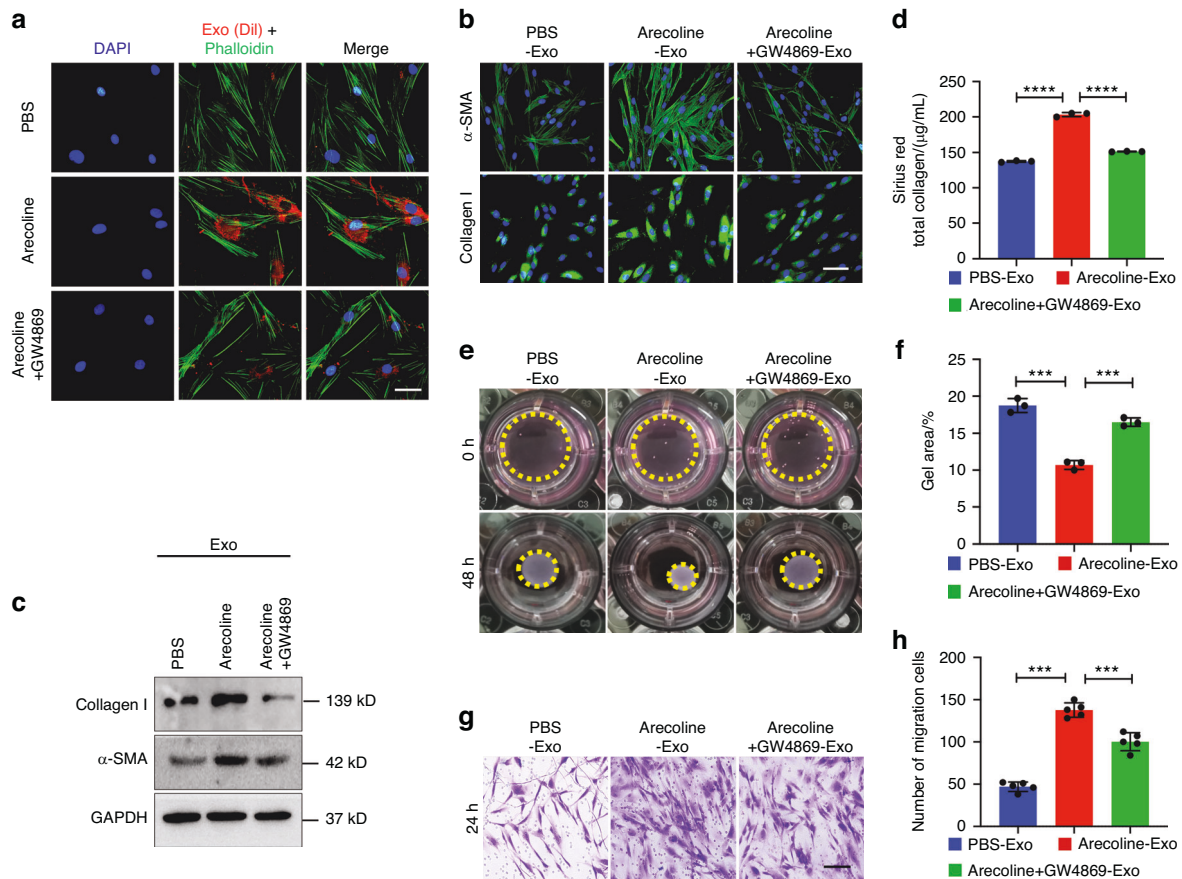 a
Exo (Dil) +
DAPI
Phalloidin
Merge
PBS
Arecoline
Arecoline
+GW4869
b
PBS
-Exo
Arecoline
-Exo
Arecoline
+GW4869-Exo
α-SMA
Collagen I
c
Exo
PBS
Arecoline
Arecoline
+GW4869
Collagen I
139 kD
α-SMA
42 kD
GAPDH
37 kD
d
Sirius red
total collagen/(μg/mL)
250
200
150
100
50
0
****
****
PBS-Exo
Arecoline-Exo
Arecoline+GW4869-Exo
e
PBS
-Exo
Arecoline
-Exo
Arecoline
+GW4869-Exo
0 h
48 h
C3
C5
B4
f
Gel area/%
25
20
15
10
5
0
***
***
PBS-Exo
Arecoline-Exo
Arecoline+GW4869-Exo
g
PBS
-Exo
Arecoline
-Exo
Arecoline
+GW4869-Exo
24 h
h
Number of migration cells
200
150
100
50
0
***
***
PBS-Exo
Arecoline-Exo
Arecoline+GW4869-Exo